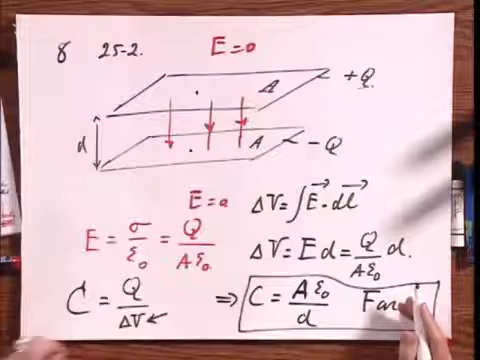 8 25-2.
E=0
A +Q
d
A -Q
E=0 ΔV=∫E⃗·dl⃗
E = σ/ε₀ = Q/Aε₀
ΔV= Ed = Q/Aε₀ d.
C = Q/ΔV ⇒ C = Aε₀/d